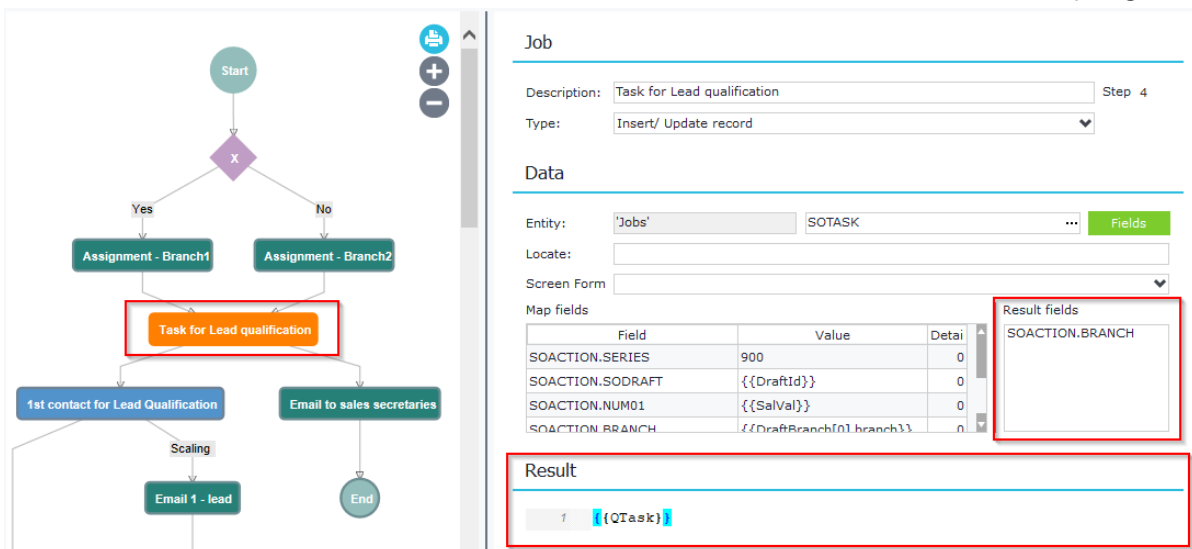 Start
X
Yes
No
Assignment - Branch1
Assignment - Branch2
Task for Lead qualification
1st contact for Lead Qualification
Email to sales secretaries
Scaling
Email 1 - lead
End
Job
Description: Task for Lead qualification Step 4
Type: Insert/ Update record
Data
Entity: 'Jobs' SOTASK ... Fields
Locate:
Screen Form
Map fields
Result fields
Field Value Detai
SOACTION.BRANCH
SOACTION.SERIES 900 0
SOACTION.SODRAFT {{DraftId}} 0
SOACTION.NUM01 {{SalVal}} 0
SOACTION.BRANCH {{DraftBranch[0].branch}} 0
Result
1 {{QTask}}